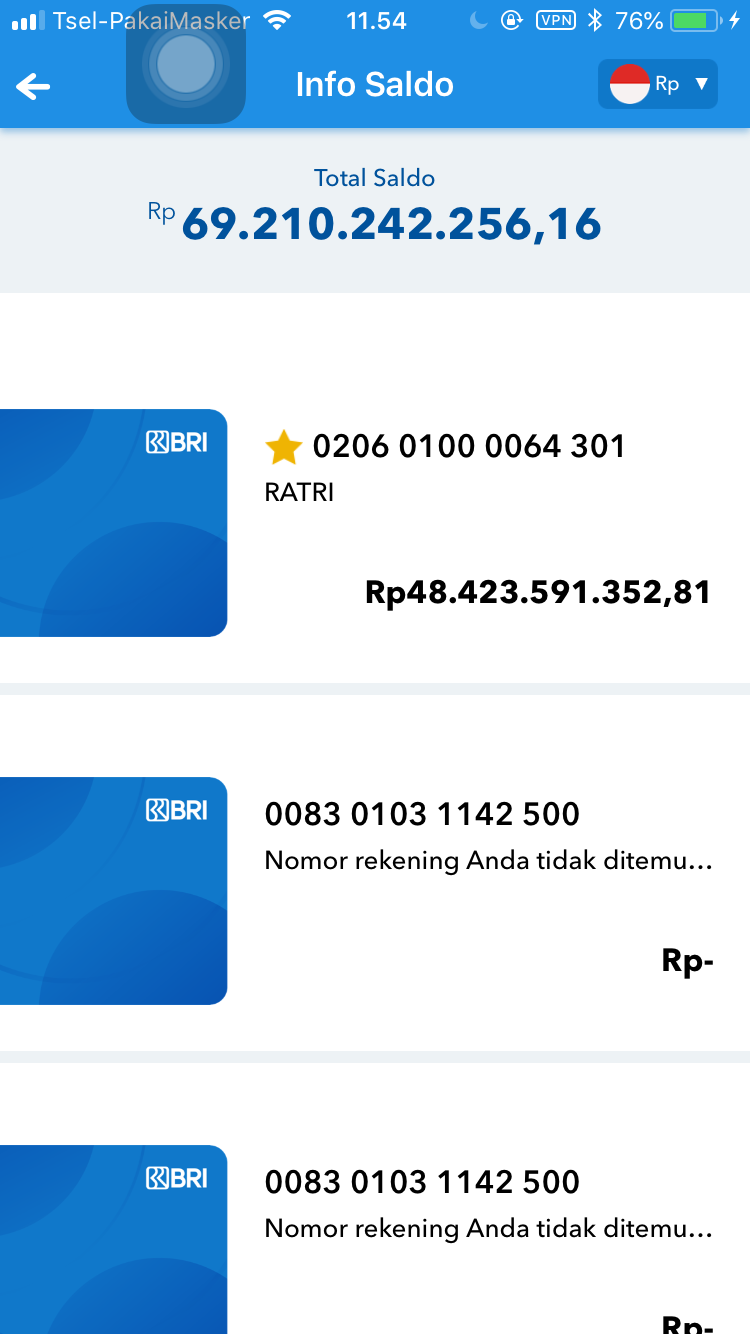 Tsel-PakaiMasker 11.54 VPN 76%
Info Saldo Rp
Total Saldo
Rp 69.210.242.256,16
BRI
0206 0100 0064 301
RATRI
Rp48.423.591.352,81
BRI
0083 0103 1142 500
Nomor rekening Anda tidak ditemu...
Rp-
BRI
0083 0103 1142 500
Nomor rekening Anda tidak ditemu...
Rp-